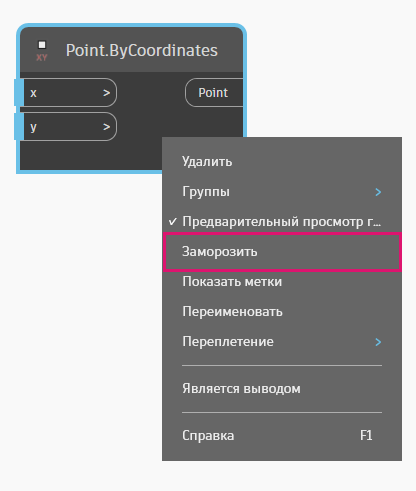 XY Point.ByCoordinates
x > Point
y >
Удалить
Группы >
✓ Предварительный просмотр г...
Заморозить
Показать метки
Переименовать
Переплетение >
Является выводом
Справка F1